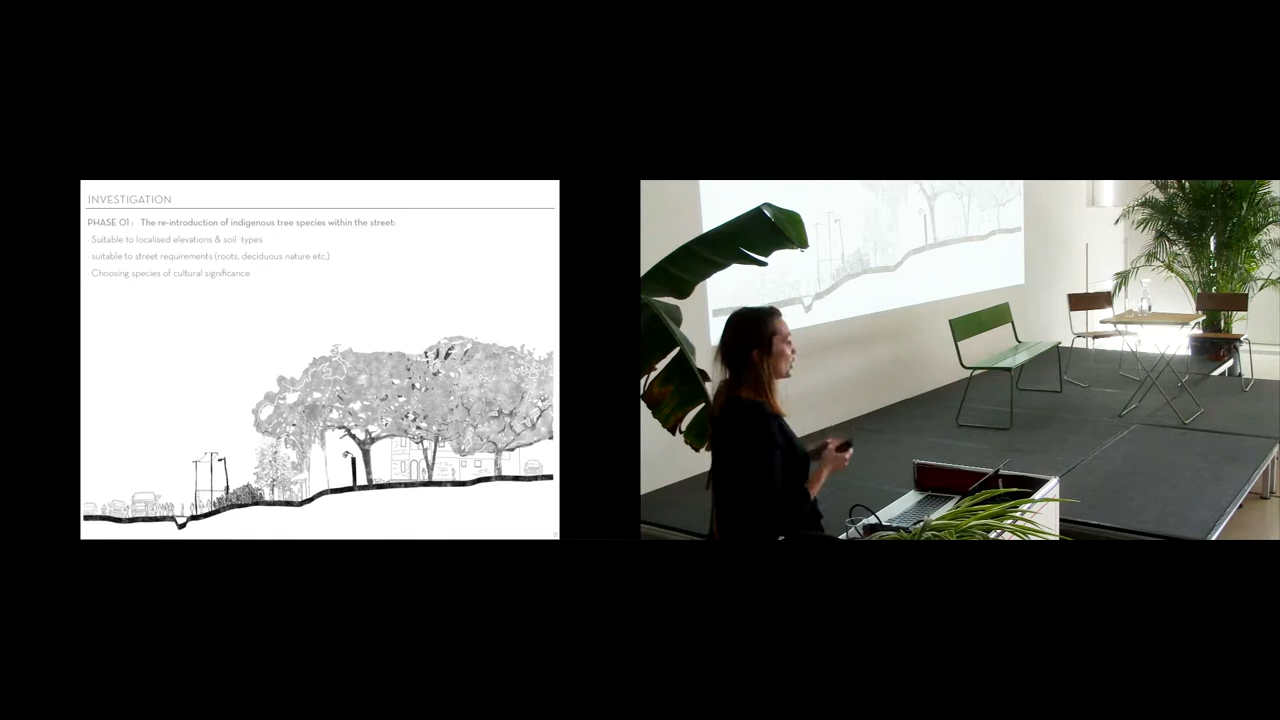 INVESTIGATION
PHASE 01 : The re-introduction of indigenous tree species within the street:
· Suitable to localised elevations & soil types
· suitable to street requirements (roots, deciduous nature etc.)
· Choosing species of cultural significance